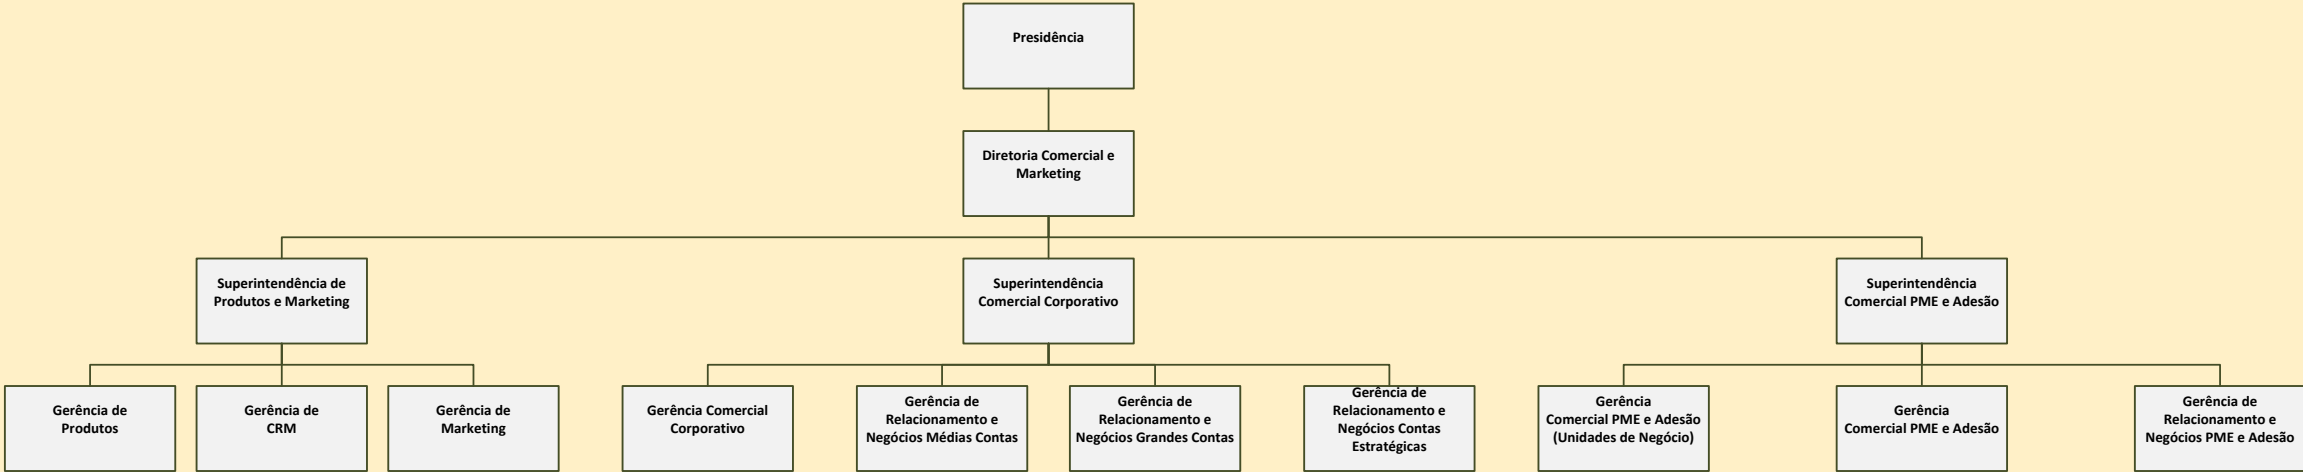 Presidência
Diretoria Comercial e
Marketing
Superintendência de
Produtos e Marketing
Superintendência
Comercial Corporativo
Superintendência
Comercial PME e Adesão
Gerência de
Produtos
Gerência de
CRM
Gerência de
Marketing
Gerência Comercial
Corporativo
Gerência de
Relacionamento e
Negócios Médias Contas
Gerência de
Relacionamento e
Negócios Grandes Contas
Gerência de
Relacionamento e
Negócios Contas
Estratégicas
Gerência
Comercial PME e Adesão
(Unidades de Negócio)
Gerência
Comercial PME e Adesão
Gerência de
Relacionamento e
Negócios PME e Adesão